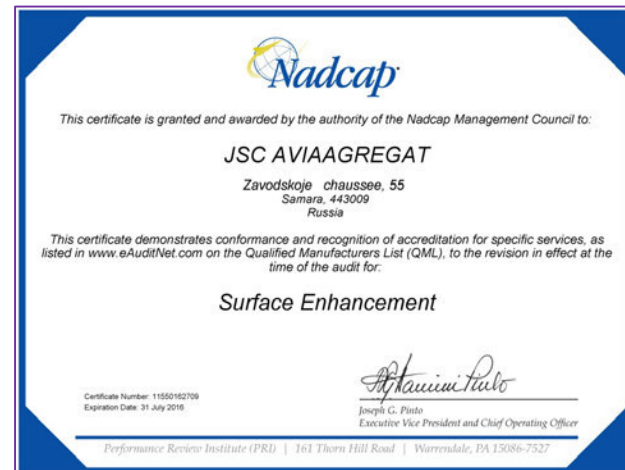 Nadcap
This certificate is granted and awarded by the authority of the Nadcap Management Council to:
JSC AVIAAGREGAT
Zavodskoje chaussee, 55
Samara, 443009
Russia
This certificate demonstrates conformance and recognition of accreditation for specific services, as
listed in www.eAuditNet.com on the Qualified Manufacturers List (QML), to the revision in effect at the
time of the audit for:
Surface Enhancement
Certificate Number: 11550162709
Expiration Date: 31 July 2016
Joseph G. Pinto
Executive Vice President and Chief Operating Officer
Performance Review Institute (PRI) | 161 Thorn Hill Road | Warrendale, PA 15086-7527